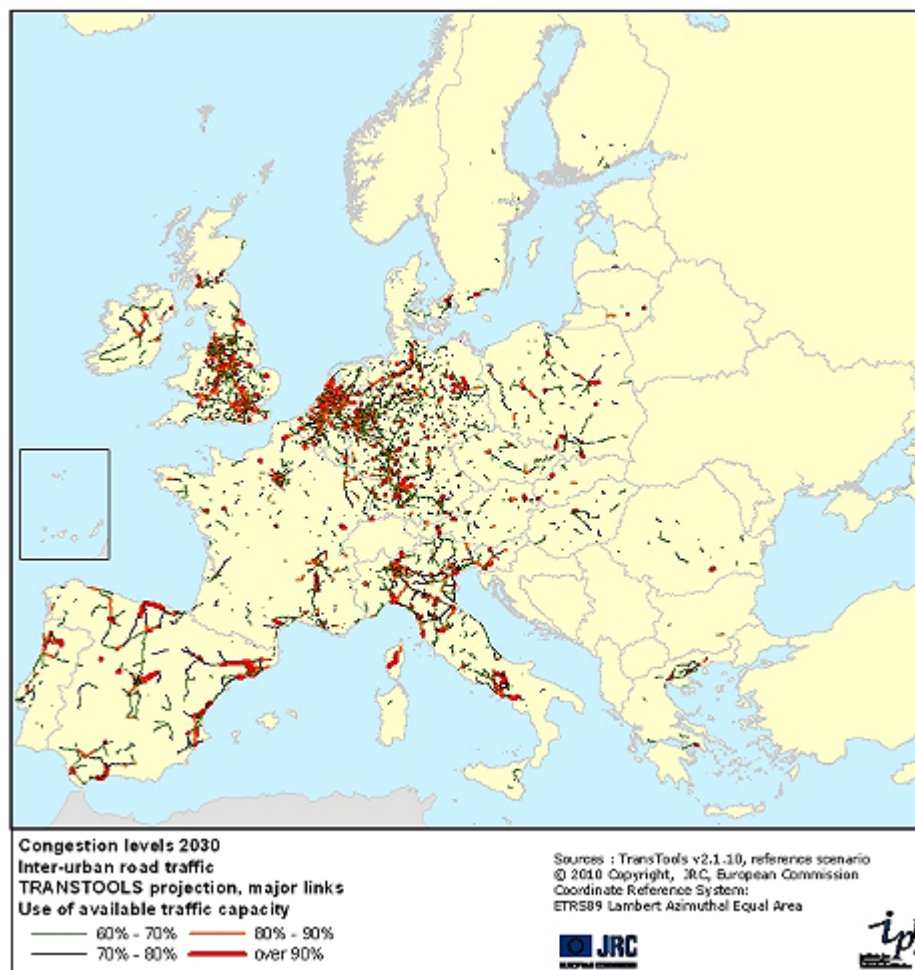 Congestion levels 2030
Inter-urban road traffic
TRANSTOOLS projection, major links
Use of available traffic capacity
60% - 70%
80% - 90%
70% - 80%
over 90%
Sources : TransTools v2.1.10, reference scenario
© 2010 Copyright, JRC, European Commission
Coordinate Reference System:
ETRS89 Lambert Azimuthal Equal Area
JRC
EUROPEAN COMMISSION